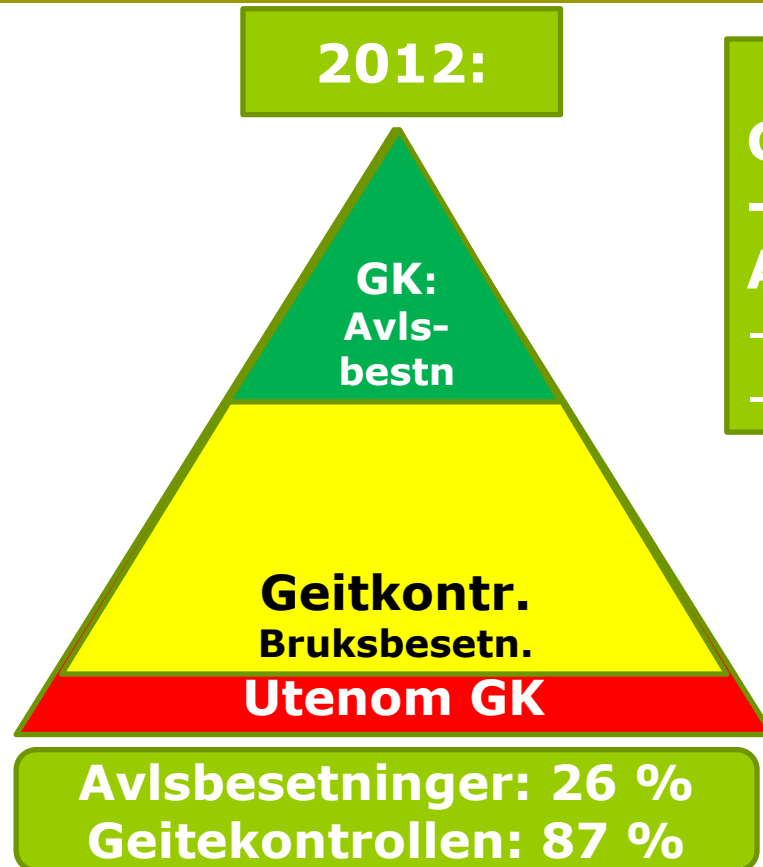 2012:
GK:
Avls-
bestn
Geitkontr.
Bruksbesetn.
Utenom GK
Avlsbesetninger: 26 %
Geitekontrollen: 87 %